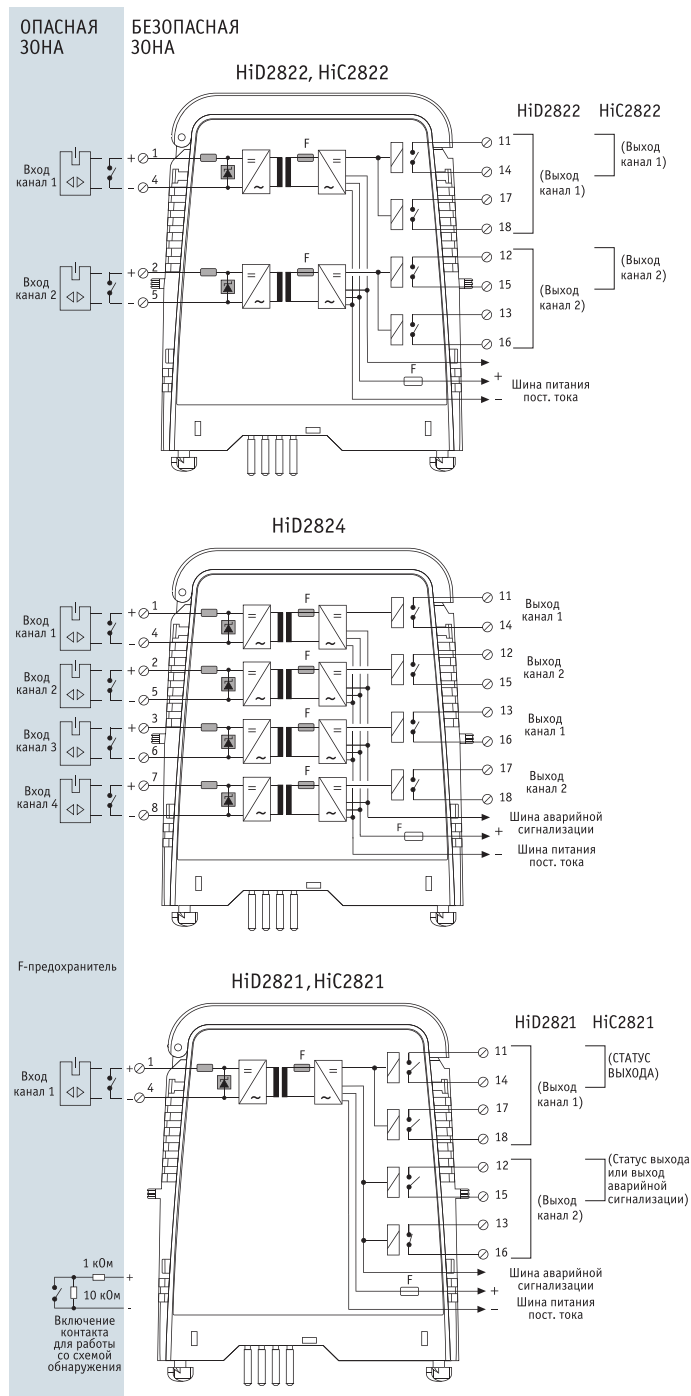 ОПАСНАЯ
ЗОНА
БЕЗОПАСНАЯ
ЗОНА
HiD2822, HiC2822
HiD2822
HiC2822
Вход
канал 1
+
1
-
4
F
11
14
17
18
(Выход
канал 1)
(Выход
канал 1)
Вход
канал 2
+
2
-
5
F
12
15
13
16
(Выход
канал 2)
(Выход
канал 2)
F
+
-
Шина питания
пост. тока
HiD2824
Вход
канал 1
+
1
-
4
F
11
14
Выход
канал 1
Вход
канал 2
+
2
-
5
12
15
Выход
канал 2
Вход
канал 3
+
3
-
6
13
16
Выход
канал 1
Вход
канал 4
+
7
-
8
17
18
Выход
канал 2
Шина аварийной
сигнализации
F
+
-
Шина питания
пост. тока
F-предохранитель
HiD2821,HiC2821
HiD2821
HiC2821
Вход
канал 1
+
1
-
4
F
11
14
17
18
(Выход
канал 1)
(СТАТУС
ВЫХОДА)
12
15
13
16
(Выход
канал 2)
(Статус выхода
или выход
аварийной
сигнализации)
Шина аварийной
сигнализации
F
+
-
Шина питания
пост. тока
1 кОм
+
10 кОм
-
Включение
контакта
для работы
со схемой
обнаружения